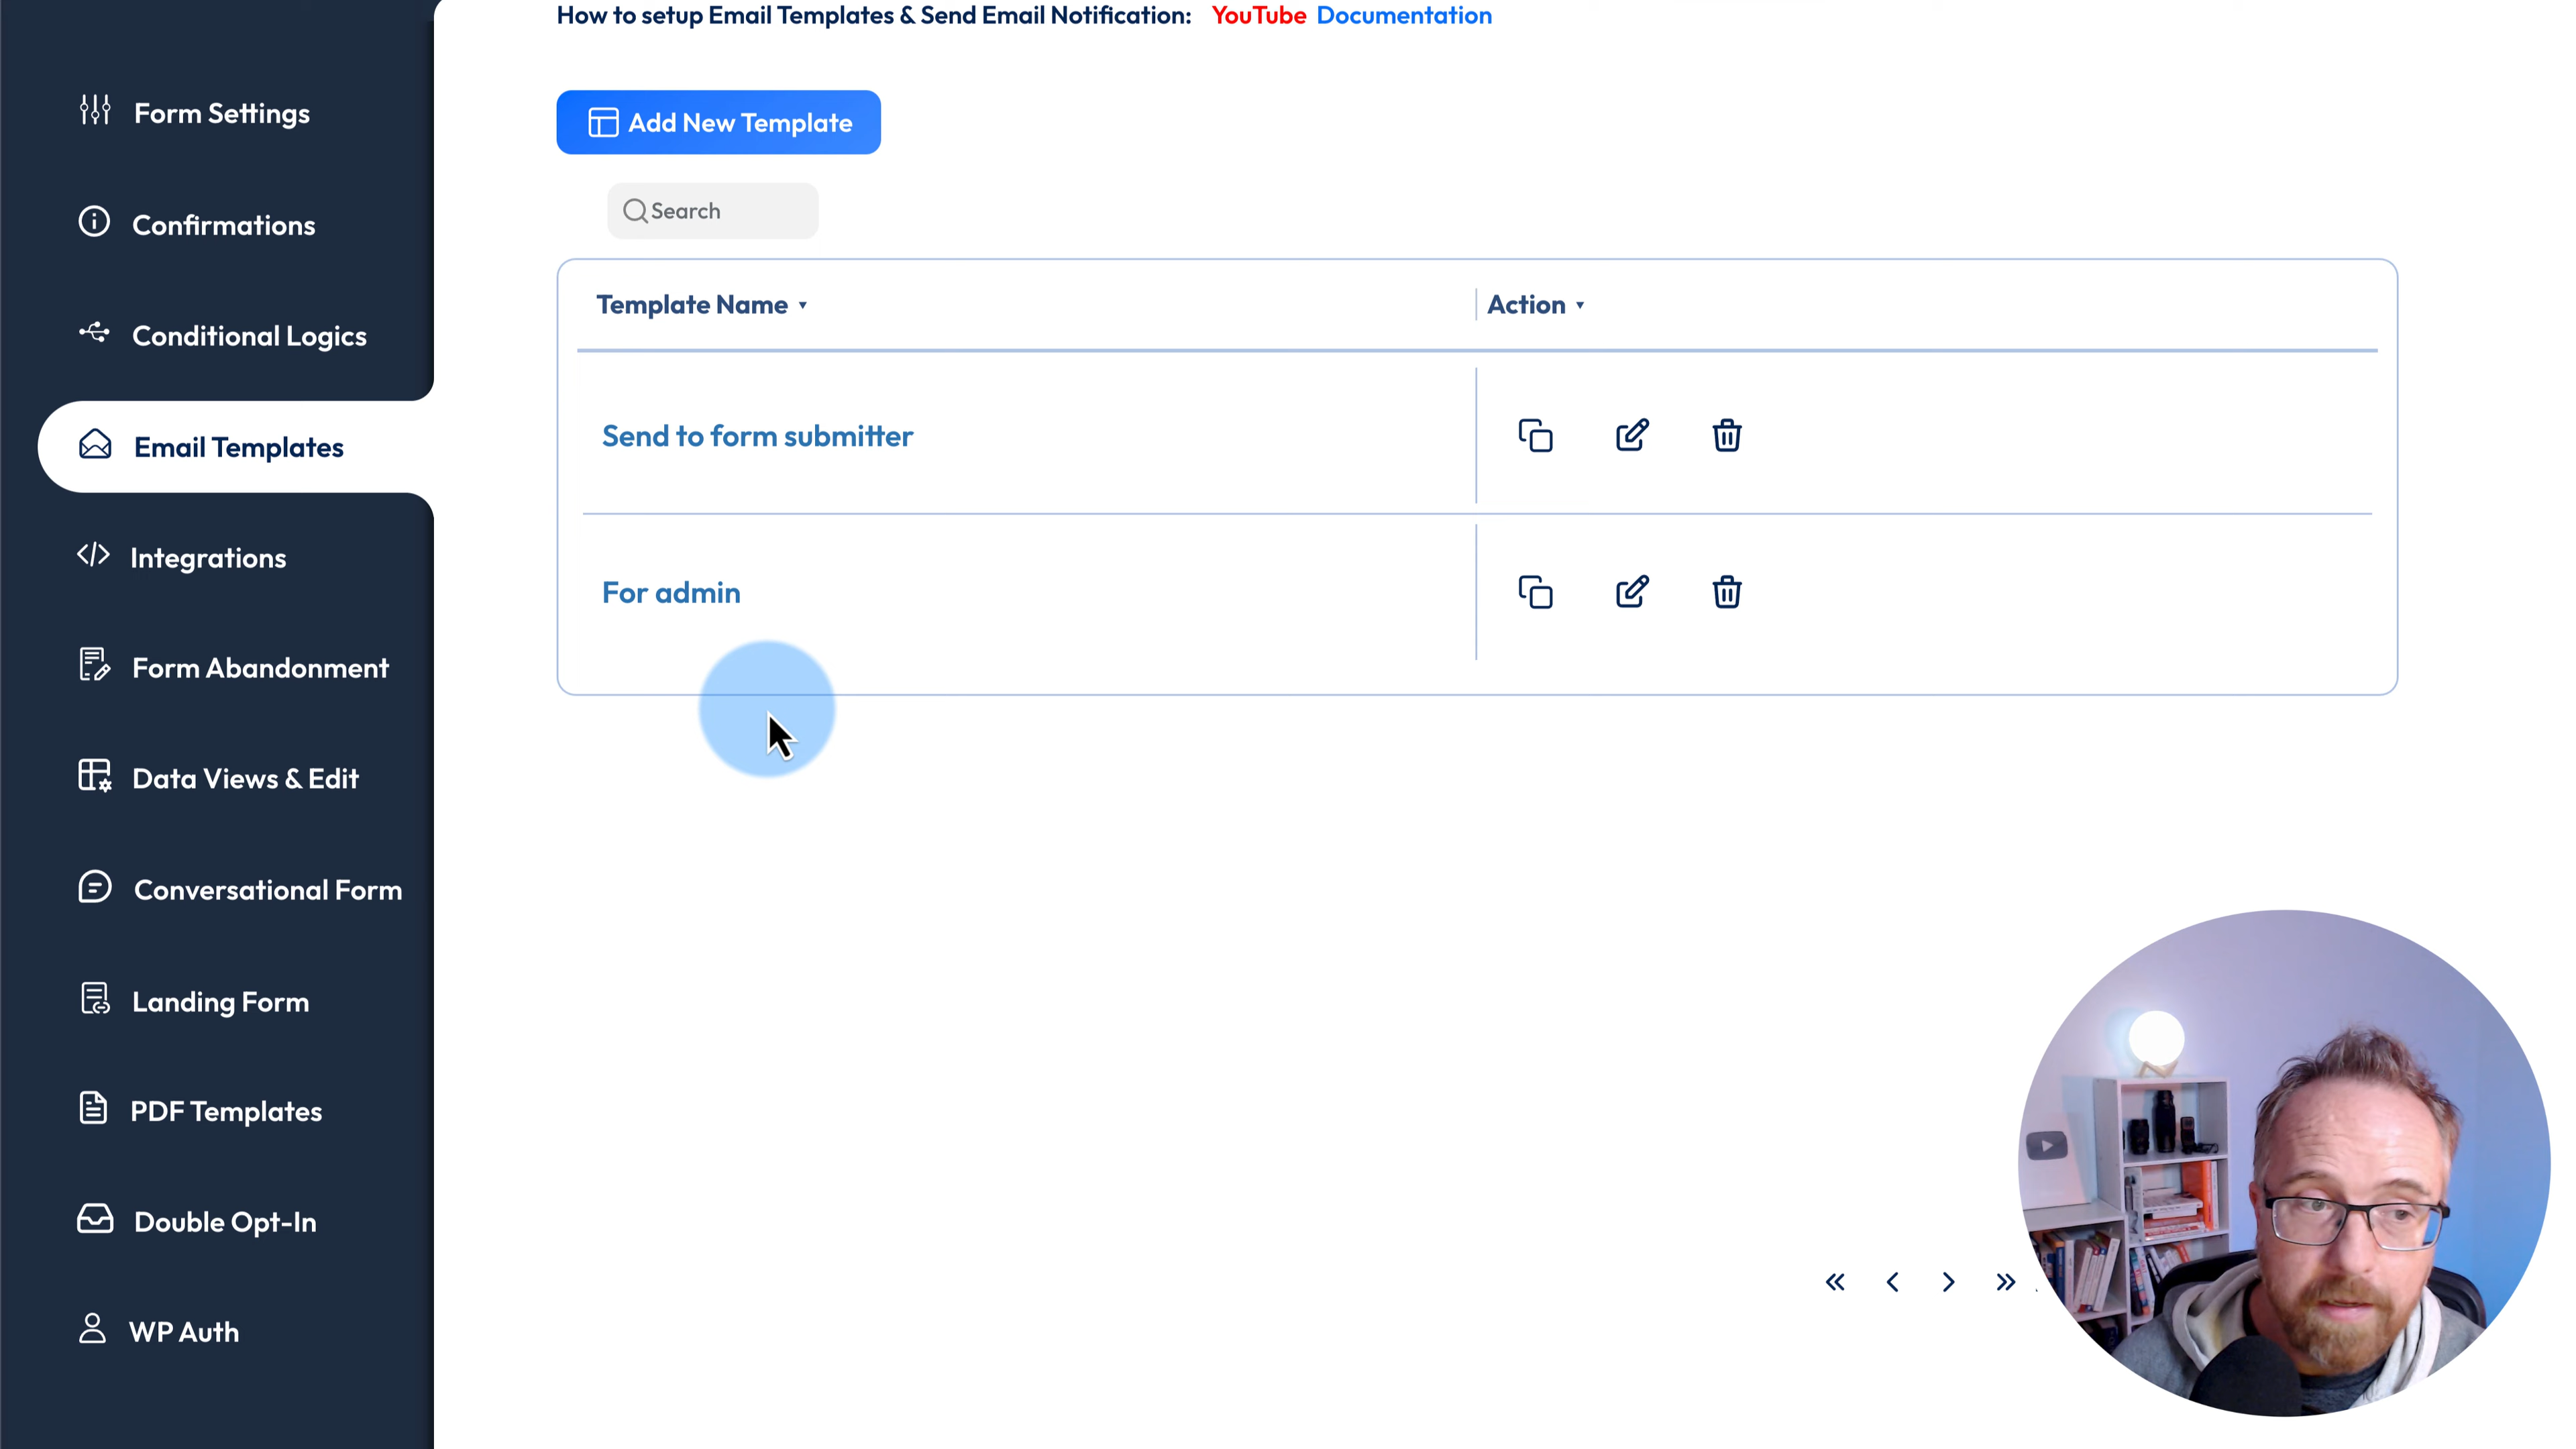 How to setup Email Templates & Send Email Notification: YouTube Documentation
Form Settings
Confirmations
Conditional Logics
Email Templates
Integrations
Form Abandonment
Data Views & Edit
Conversational Form
Landing Form
PDF Templates
Double Opt-In
WP Auth
Add New Template
Search
Template Name Action
Send to form submitter
For admin